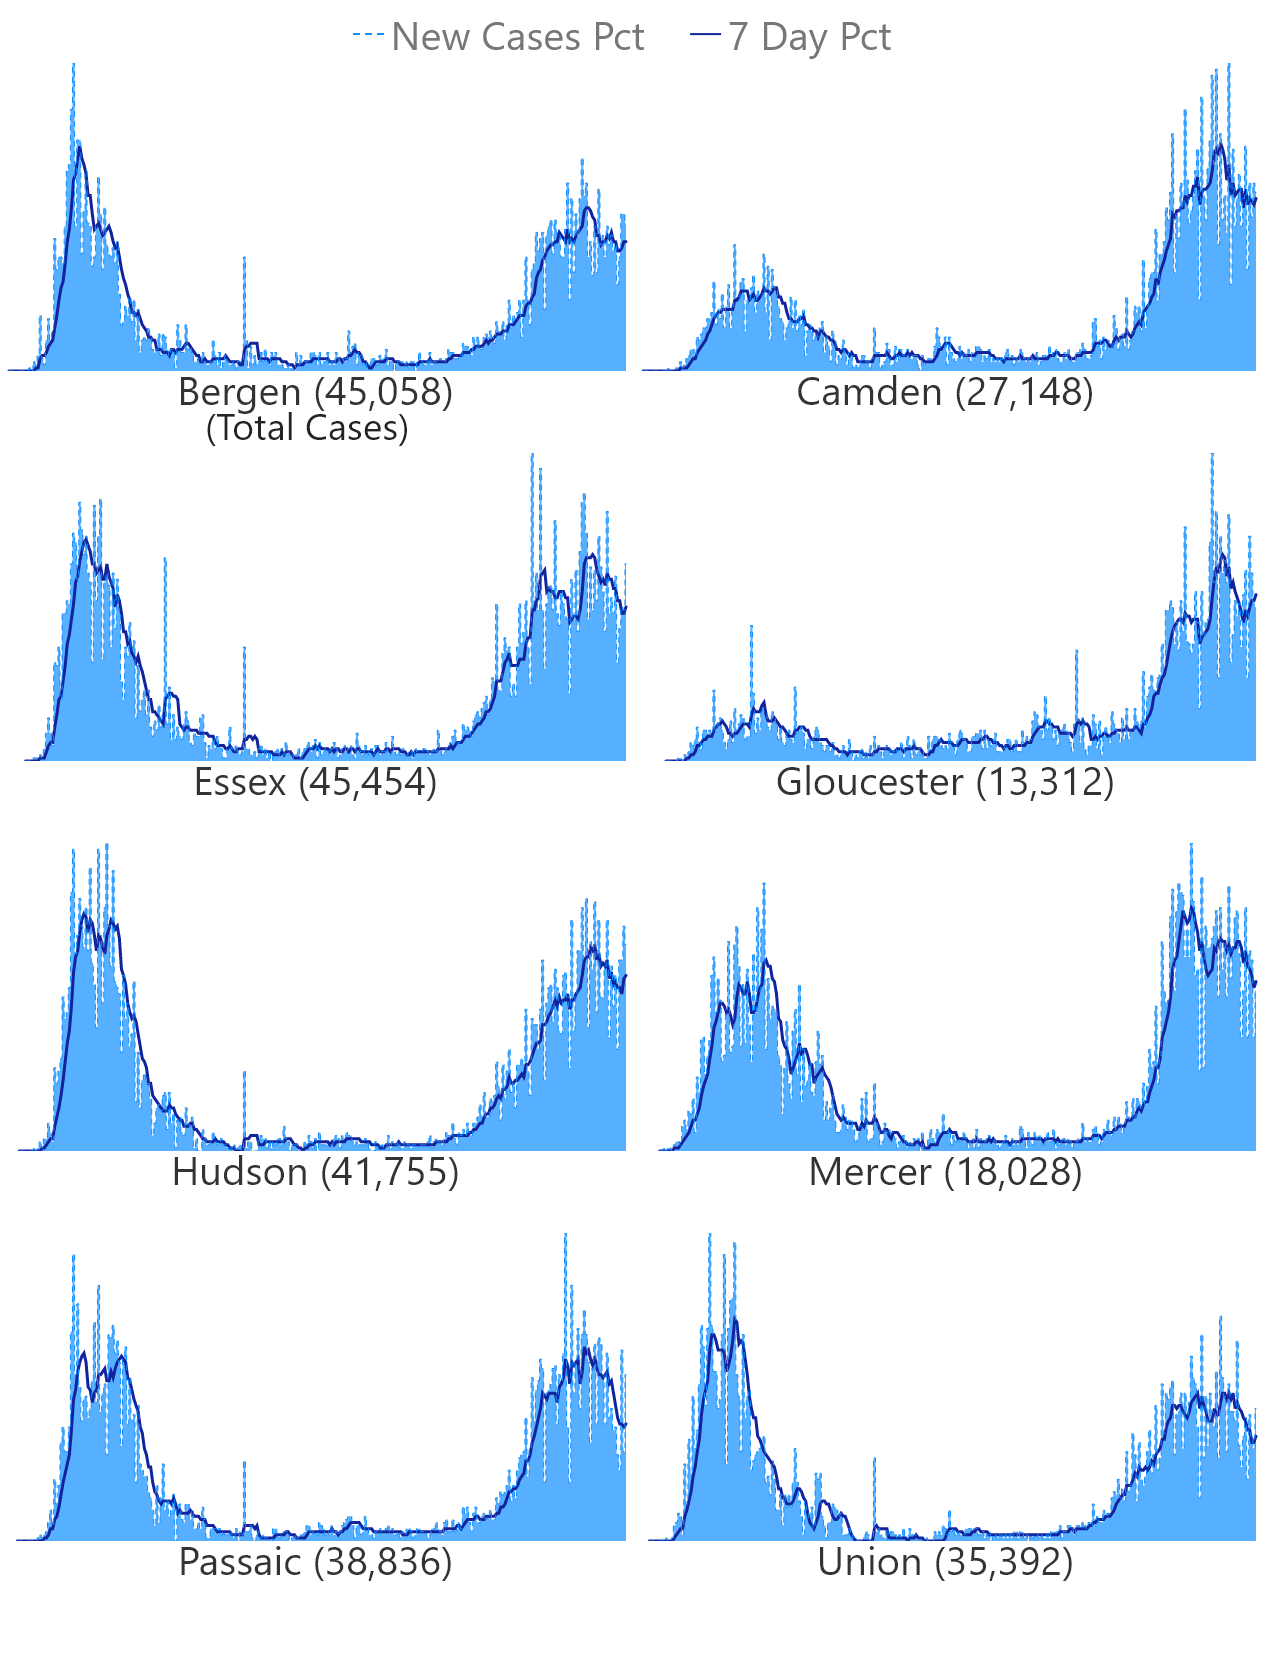 New Cases Pct 7 Day Pct
Bergen (45,058) Camden (27,148)
(Total Cases)
Essex (45,454) Gloucester (13,312)
Hudson (41,755) Mercer (18,028)
Passaic (38,836) Union (35,392)